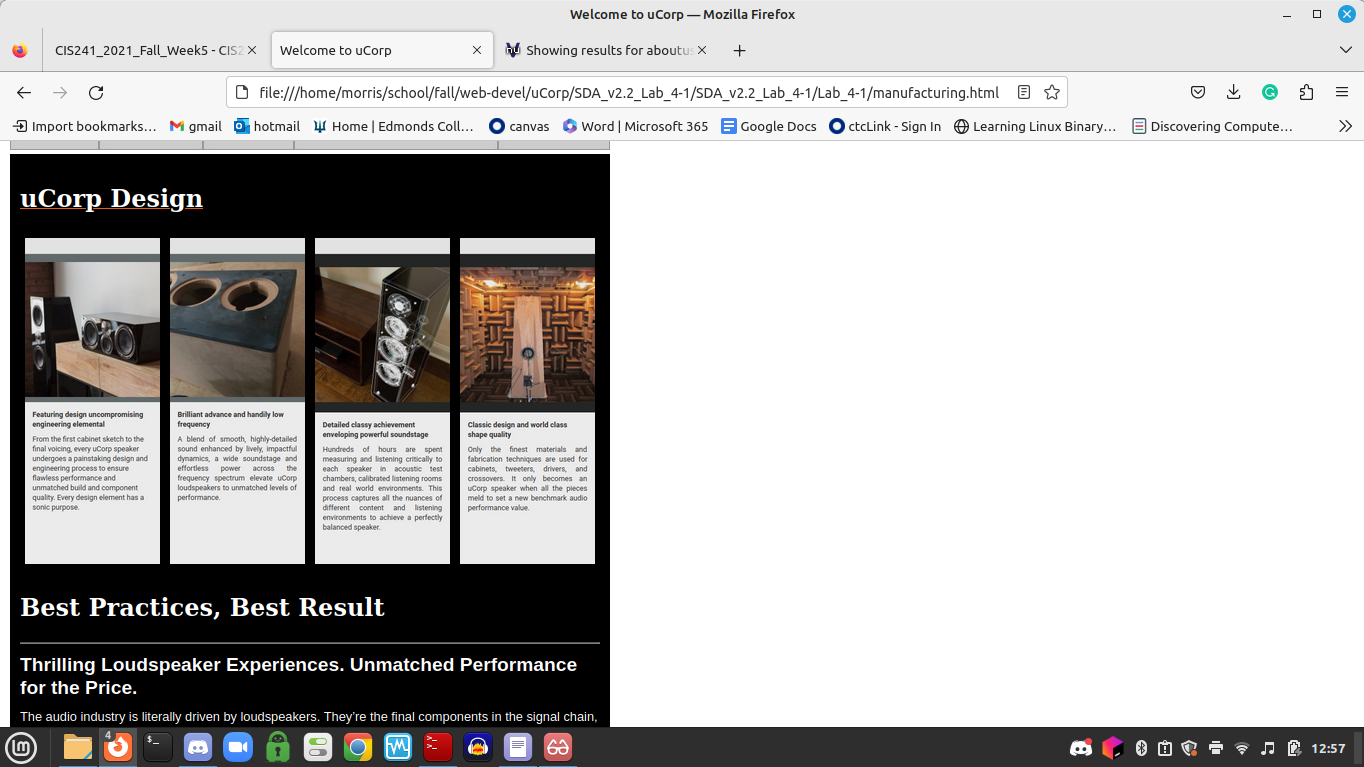 Welcome to uCorp — Mozilla Firefox
CIS241_2021_Fall_Week5 - CIS2
Welcome to uCorp
Showing results for aboutus
file:///home/morris/school/fall/web-devel/uCorp/SDA_v2.2_Lab_4-1/SDA_v2.2_Lab_4-1/Lab_4-1/manufacturing.html
Import bookmarks…
gmail
hotmail
Home | Edmonds Coll…
canvas
Word | Microsoft 365
Google Docs
ctcLink - Sign In
Learning Linux Binary…
Discovering Compute…
uCorp Design
Featuring design uncompromising
engineering elemental
From the first cabinet sketch to the
final voicing, every uCorp speaker
undergoes a painstaking design and
engineering process to ensure
flawless performance and
unmatched build and component
quality. Every design element has a
sonic purpose.
Brilliant advance and handily low
frequency
A blend of smooth, highly-detailed
sound enhanced by lively, impactful
dynamics, a wide soundstage and
effortless power across the
frequency spectrum elevate uCorp
loudspeakers to unmatched levels of
performance.
Detailed classy achievement
enveloping powerful soundstage
Hundreds of hours are spent
measuring and listening critically to
each speaker in acoustic test
chambers, calibrated listening rooms
and real world environments. This
process captures all the nuances of
different content and listening
environments to achieve a perfectly
balanced speaker.
Classic design and world class
shape quality
Only the finest materials and
fabrication techniques are used for
cabinets, tweeters, drivers, and
crossovers. It only becomes an
uCorp speaker when all the pieces
meld to set a new benchmark audio
performance value.
Best Practices, Best Result
Thrilling Loudspeaker Experiences. Unmatched Performance
for the Price.
The audio industry is literally driven by loudspeakers. They're the final components in the signal chain,
4
12:57